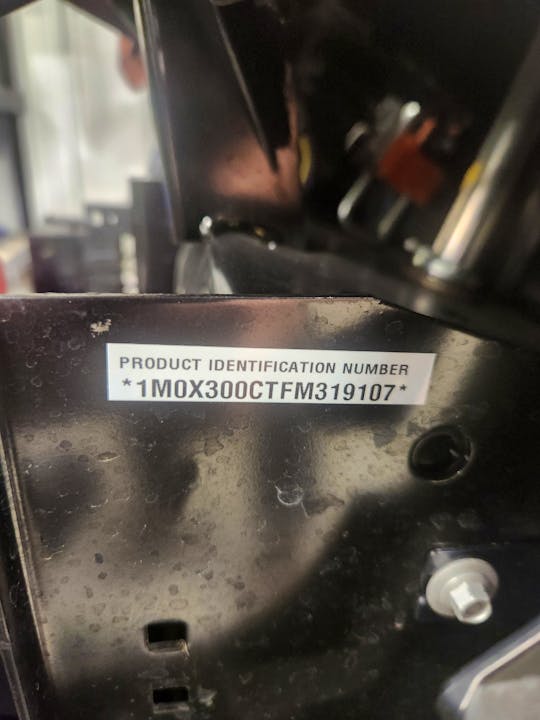 PRODUCT IDENTIFICATION NUMBER
*1M0X300CTFM319107*